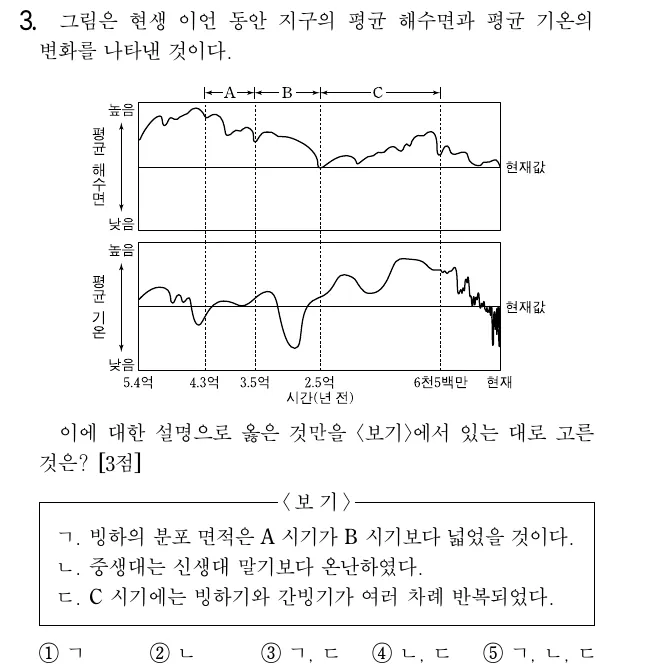 3. 그림은 현생 이언 동안 지구의 평균 해수면과 평균 기온의
변화를 나타낸 것이다.
A B C
높음
평균 해수면
현재값
낮음
높음
평균 기온
현재값
낮음
5.4억 4.3억 3.5억 2.5억 6천5백만 현재
시간(년 전)
이에 대한 설명으로 옳은 것만을 〈보기〉에서 있는 대로 고른
것은? [3점]
〈보 기〉
ㄱ. 빙하의 분포 면적은 A 시기가 B 시기보다 넓었을 것이다.
ㄴ. 중생대는 신생대 말기보다 온난하였다.
ㄷ. C 시기에는 빙하기와 간빙기가 여러 차례 반복되었다.
① ㄱ ② ㄴ ③ ㄱ, ㄷ ④ ㄴ, ㄷ ⑤ ㄱ, ㄴ, ㄷ